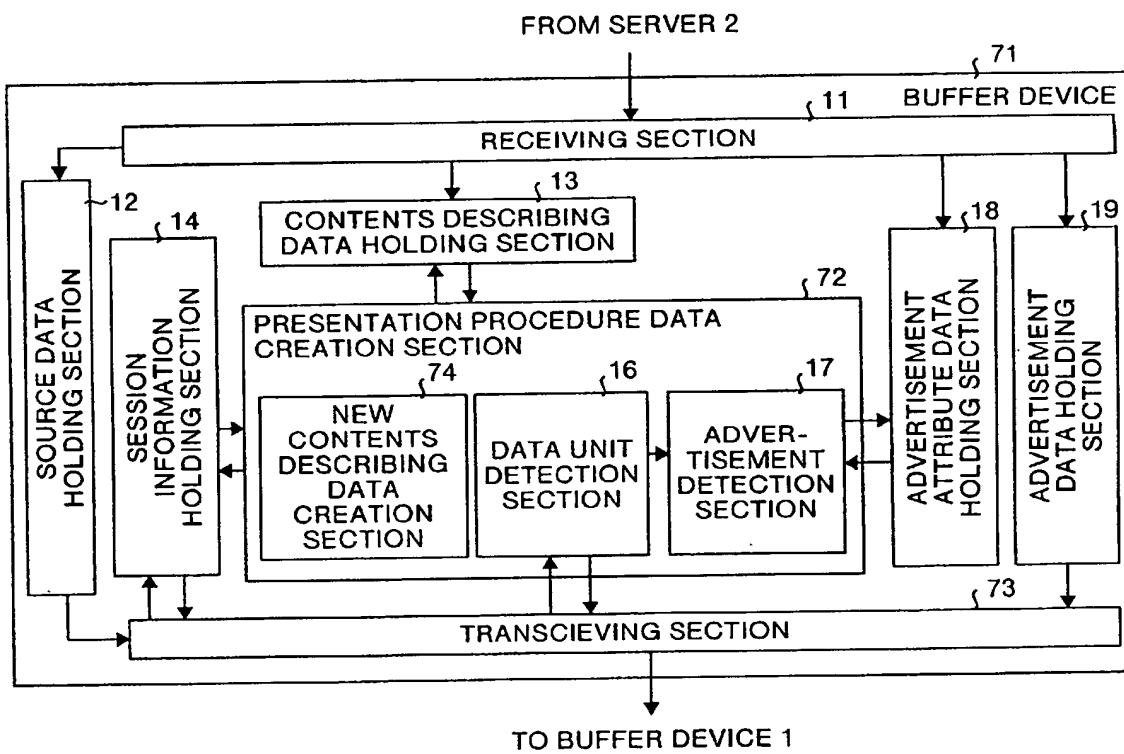 FROM SERVER 2
71
BUFFER DEVICE
11
RECEIVING SECTION
12
SOURCE DATA
HOLDING SECTION
14
SESSION
INFORMATION
HOLDING SECTION
13
CONTENTS DESCRIBING
DATA HOLDING SECTION
72
PRESENTATION PROCEDURE DATA
CREATION SECTION
74
NEW
CONTENTS
DESCRIBING
DATA
CREATION
SECTION
16
DATA UNIT
DETECTION
SECTION
17
ADVER-
TISEMENT
DETECTION
SECTION
18
ADVERTISEMENT
ATTRIBUTE DATA
HOLDING SECTION
19
ADVERTISEMENT
DATA HOLDING
SECTION
73
TRANSCIEVING SECTION
TO BUFFER DEVICE 1